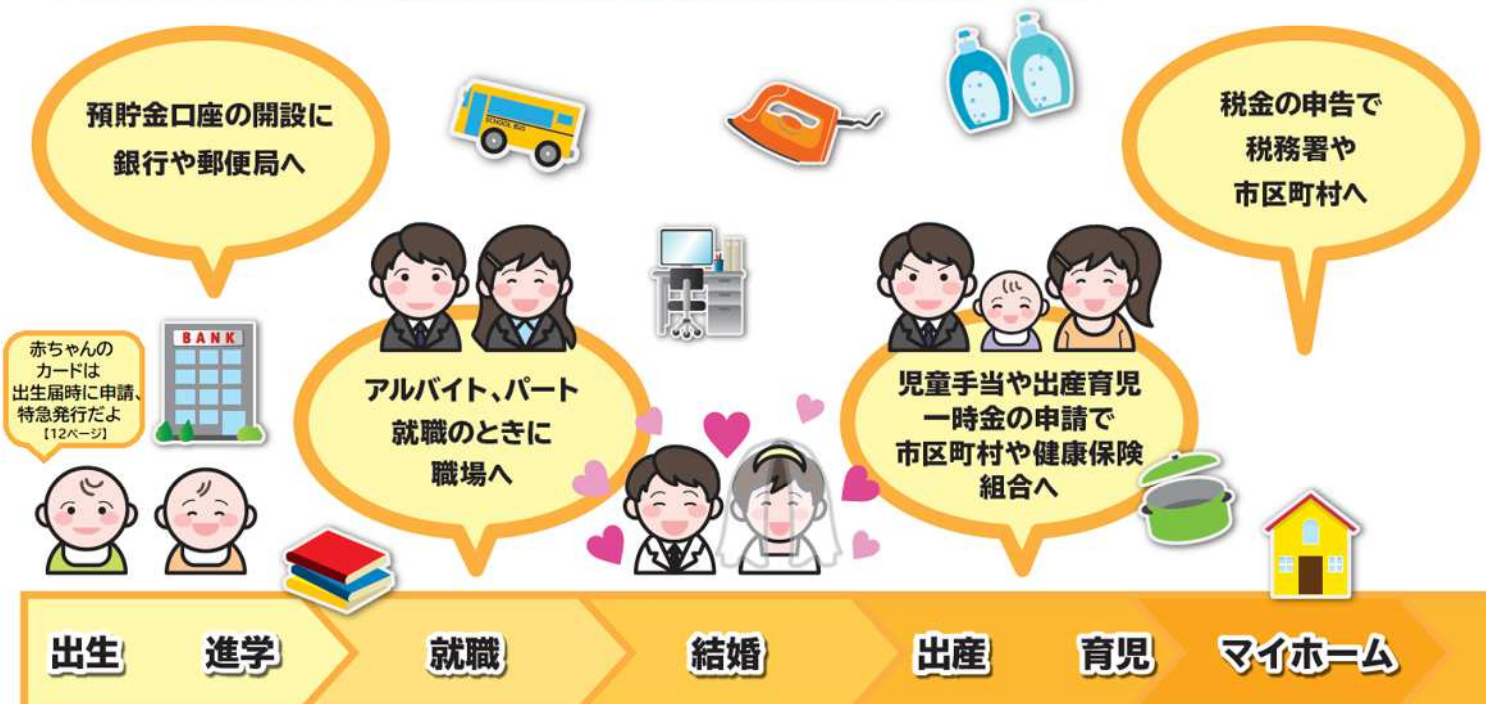 預貯金口座の開設に
銀行や郵便局へ
税金の申告で
税務署や
市区町村へ
SCHOOL BUS
BANK
赤ちゃんの
カードは
出生届時に申請、
特急発行だよ
【12ページ】
アルバイト、パート
就職のときに
職場へ
児童手当や出産育児
一時金の申請で
市区町村や健康保険
組合へ
出生 進学 就職 結婚 出産 育児 マイホーム